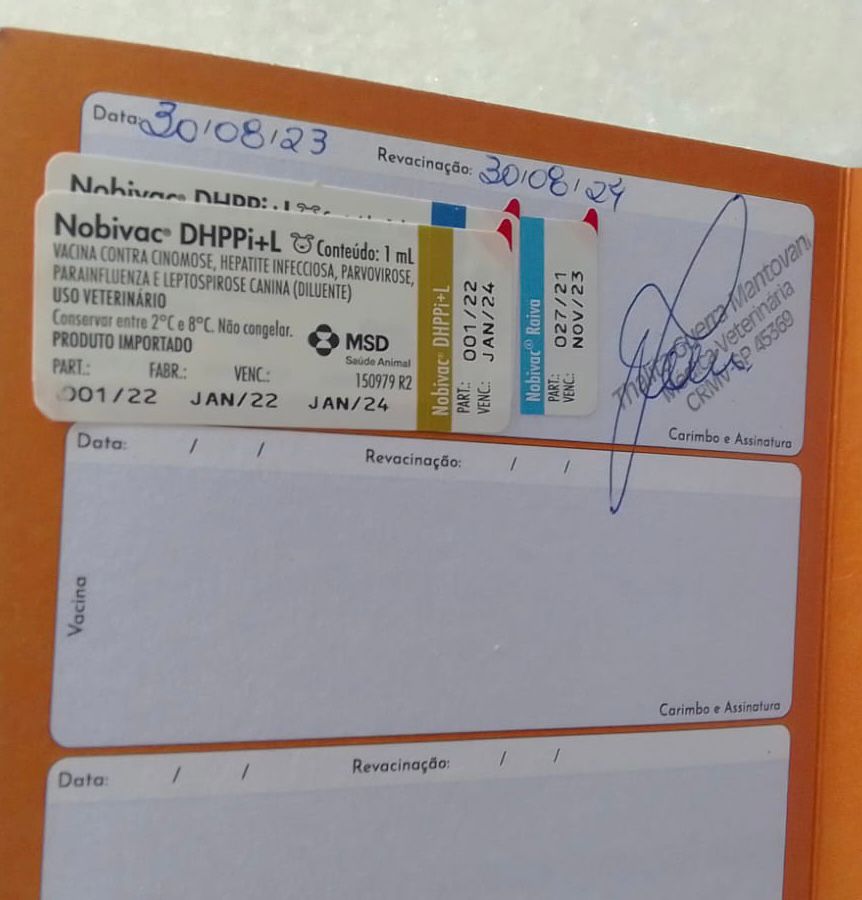 Data: 30/08/23
Revacinação: 30/08/24
Nobivac® DHPPi+L
Nobivac® DHPPi+L Conteúdo: 1 mL
VACINA CONTRA CINOMOSE, HEPATITE INFECCIOSA, PARVOVIROSE,
PARAINFLUENZA E LEPTOSPIROSE CANINA (DILUENTE)
USO VETERINÁRIO
Conservar entre 2°C e 8°C. Não congelar.
PRODUTO IMPORTADO
MSD
Saúde Animal
150979 R2
PART.: FABR.: VENC.:
001/22 JAN/22 JAN/24
Nobivac® DHPPi+L
PART.: 001/22
VENC.: JAN/24
Nobivac® Raiva
PART.: 027/21
VENC.: NOV/23
Mantovani
Médica Veterinária
CRMV-SP 45369
Carimbo e Assinatura
Data: / /
Revacinação: / /
Vacina
Carimbo e Assinatura
Data: / /
Revacinação: / /